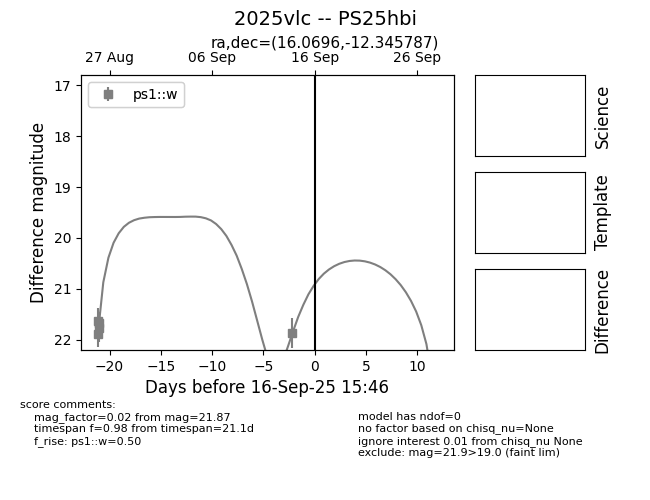 2025vlc -- PS25hbi
ra,dec=(16.0696,-12.345787)
27 Aug 06 Sep 16 Sep 26 Sep
ps1::w
17
18
19
20
21
22
Difference magnitude
−20 −15 −10 −5 0 5 10
Days before 16-Sep-25 15:46
Science
Template
Difference
score comments:
mag_factor=0.02 from mag=21.87
timespan f=0.98 from timespan=21.1d
f_rise: ps1::w=0.50
model has ndof=0
no factor based on chisq_nu=None
ignore interest 0.01 from chisq_nu None
exclude: mag=21.9>19.0 (faint lim)